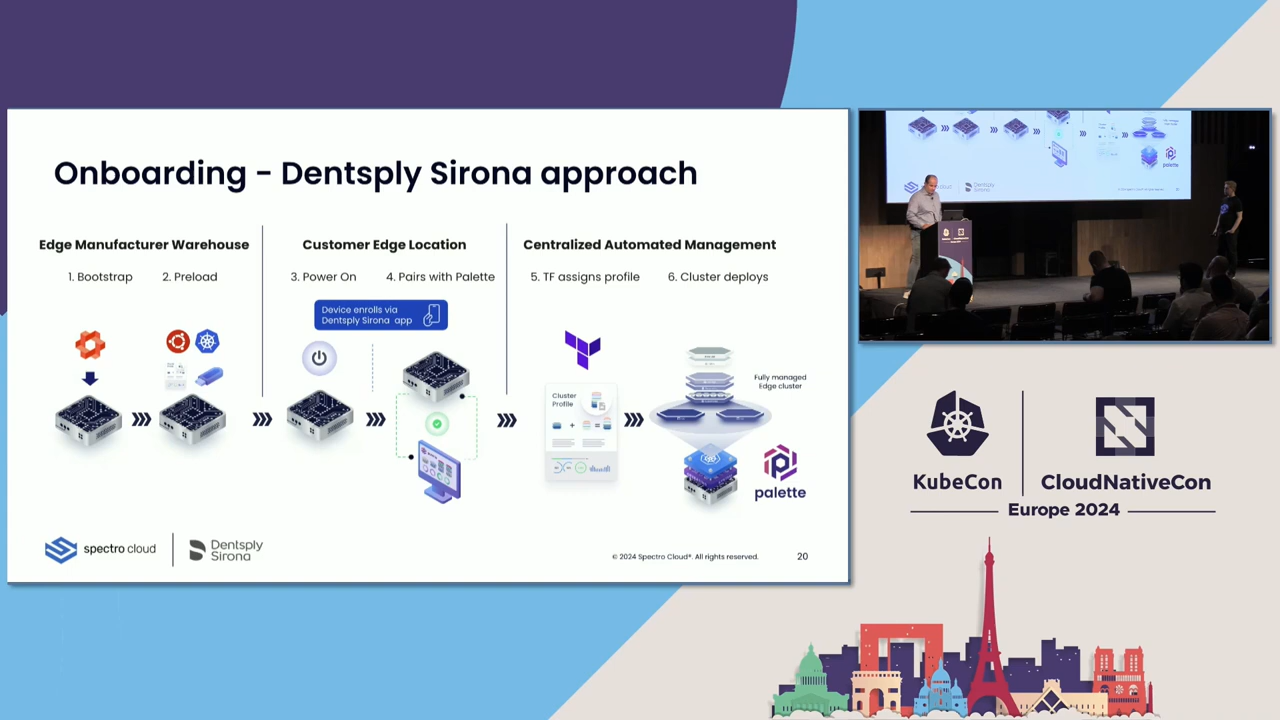 Onboarding - Dentsply Sirona approach
Edge Manufacturer Warehouse
1. Bootstrap
2. Preload
Customer Edge Location
3. Power On
4. Pairs with Palette
Device enrolls via
Dentsply Sirona app
Centralized Automated Management
5. TF assigns profile
6. Cluster deploys
Cluster
Profile
Fully managed
Edge cluster
palette
spectro cloud
Dentsply
Sirona
© 2024 Spectro Cloud®. All rights reserved.
20
palette
Dentsply
Sirona
KubeCon
CloudNativeCon
Europe 2024